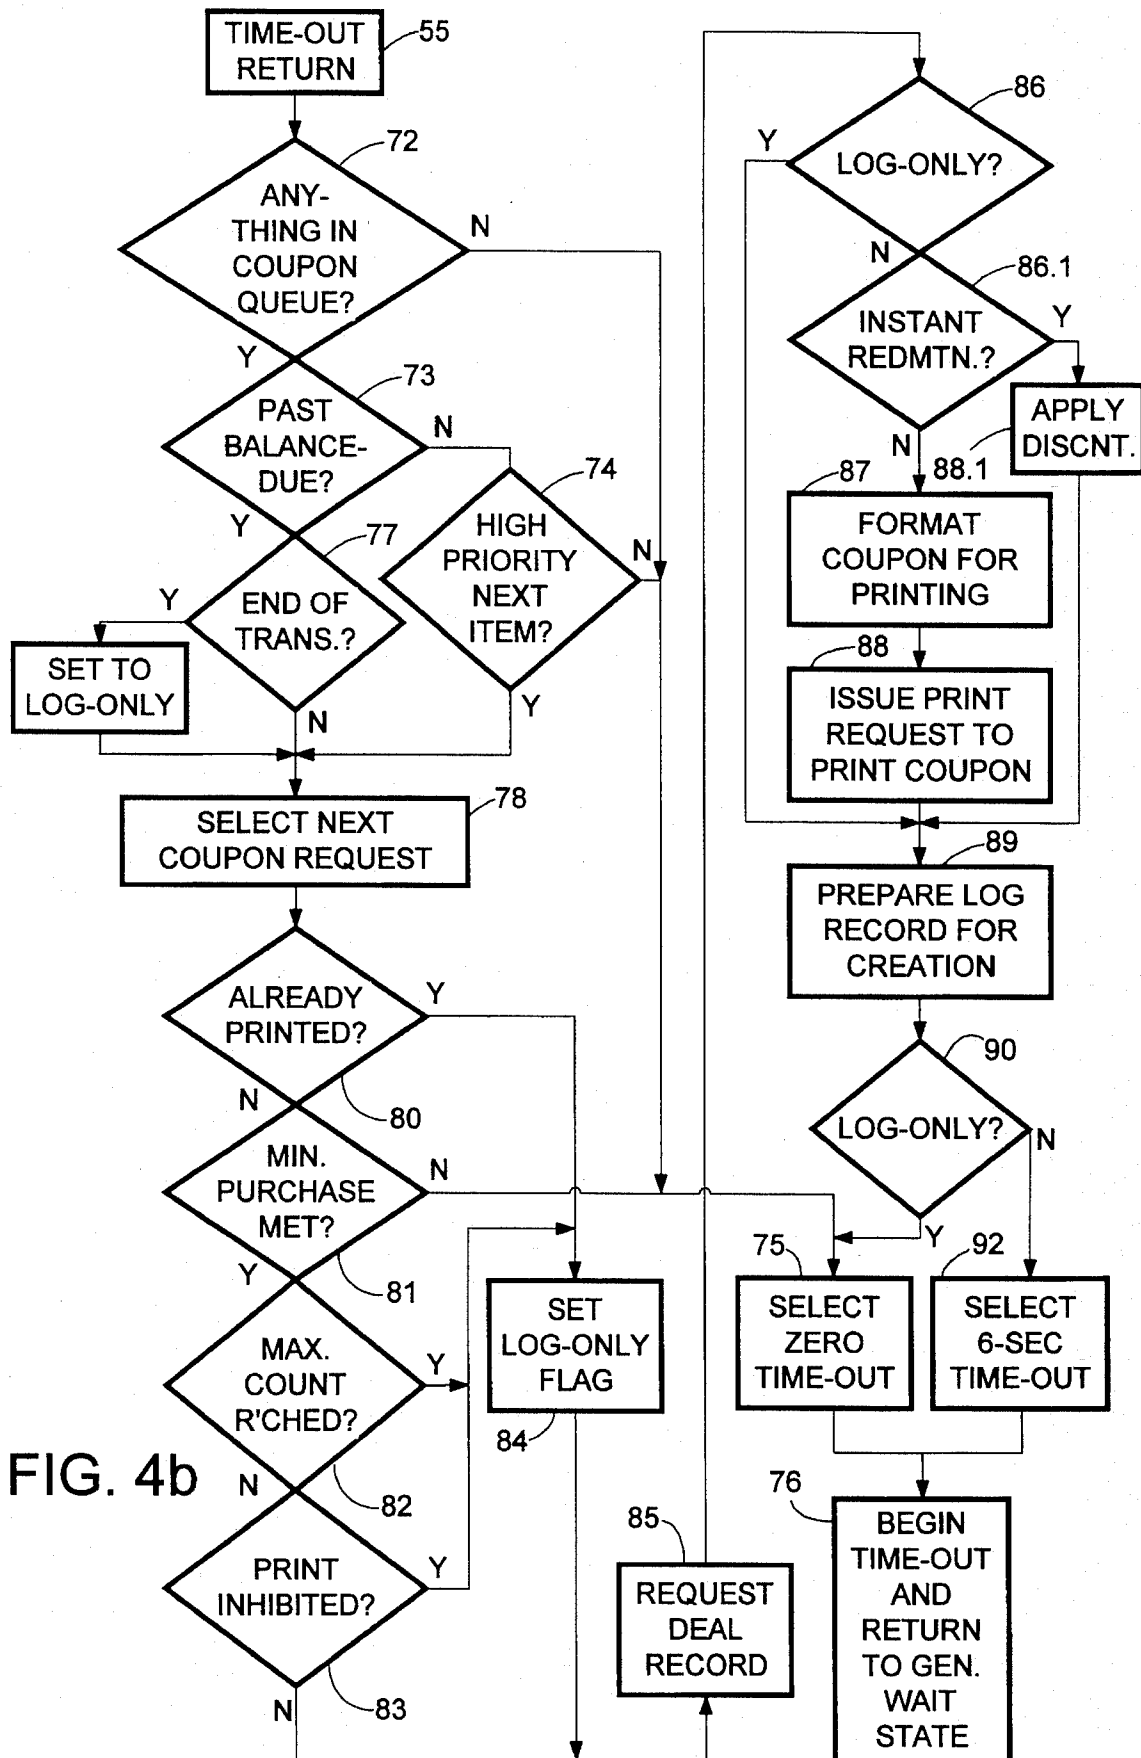 TIME-OUT
RETURN
55
72
ANY-
THING IN
COUPON
QUEUE?
N
Y
73
PAST
BALANCE-
DUE?
N
Y
74
HIGH
PRIORITY
NEXT
ITEM?
N
Y
77
END OF
TRANS.?
Y
N
SET TO
LOG-ONLY
78
SELECT NEXT
COUPON REQUEST
ALREADY
PRINTED?
Y
N
80
MIN.
PURCHASE
MET?
N
Y
81
MAX.
COUNT
R'CHED?
Y
N
82
PRINT
INHIBITED?
Y
N
83
SET
LOG-ONLY
FLAG
84
85
REQUEST
DEAL
RECORD
86
LOG-ONLY?
Y
N
86.1
INSTANT
REDMTN.?
Y
N
APPLY
DISCNT.
88.1
87
FORMAT
COUPON FOR
PRINTING
88
ISSUE PRINT
REQUEST TO
PRINT COUPON
89
PREPARE LOG
RECORD FOR
CREATION
90
LOG-ONLY?
N
Y
75
SELECT
ZERO
TIME-OUT
92
SELECT
6-SEC
TIME-OUT
76
BEGIN
TIME-OUT
AND
RETURN
TO GEN.
WAIT
STATE
FIG. 4b